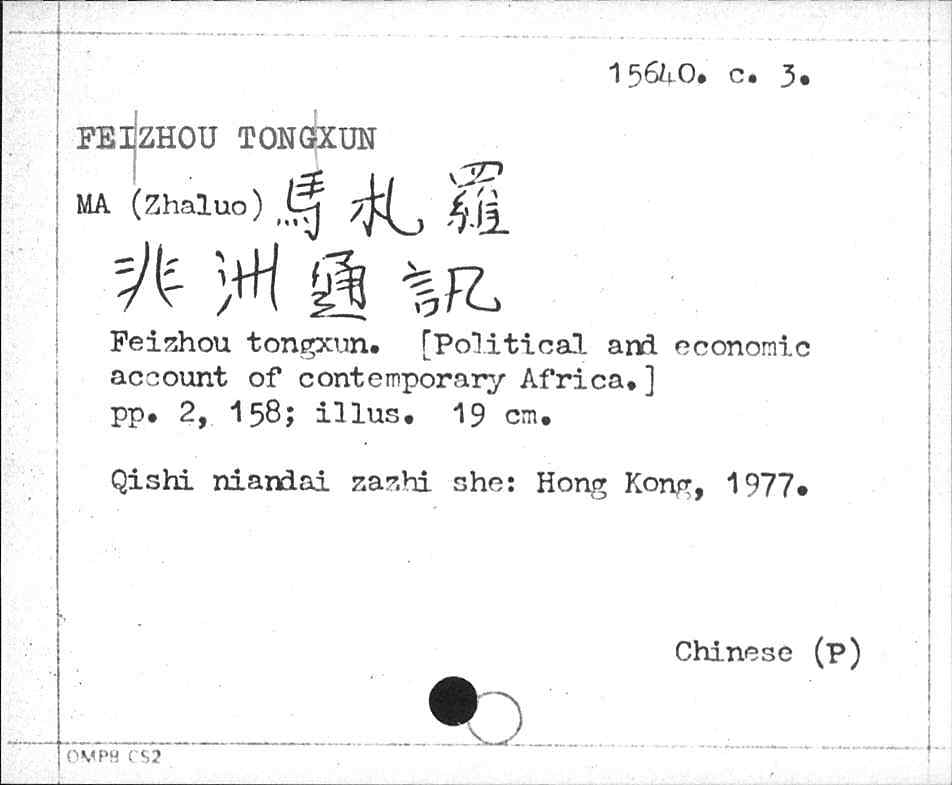 15640. c. 3.
FEIZHOU TONGXUN
MA (Zhaluo) 馬札羅
非洲通訊
Feizhou tongxun. [Political and economic
account of contemporary Africa.]
pp. 2, 158; illus. 19 cm.
Qishi niandai zazhi she: Hong Kong, 1977.
Chinese (P)
OMP9 CS2